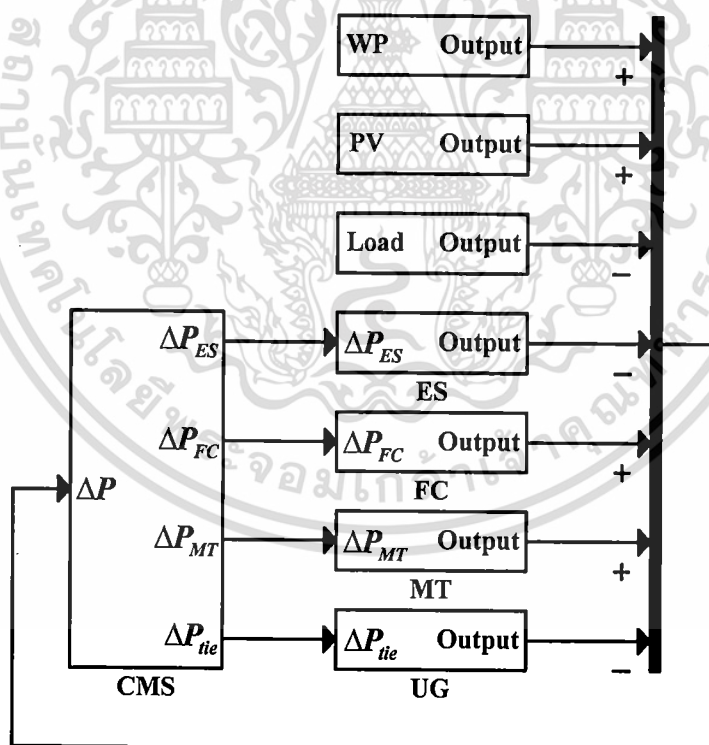 WP Output
+
PV Output
+
Load Output
−
ΔP_ES
ΔP_ES Output
−
ES
ΔP_FC
ΔP_FC Output
+
FC
ΔP
ΔP_MT
ΔP_MT Output
+
MT
ΔP_tie
ΔP_tie Output
−
CMS
UG